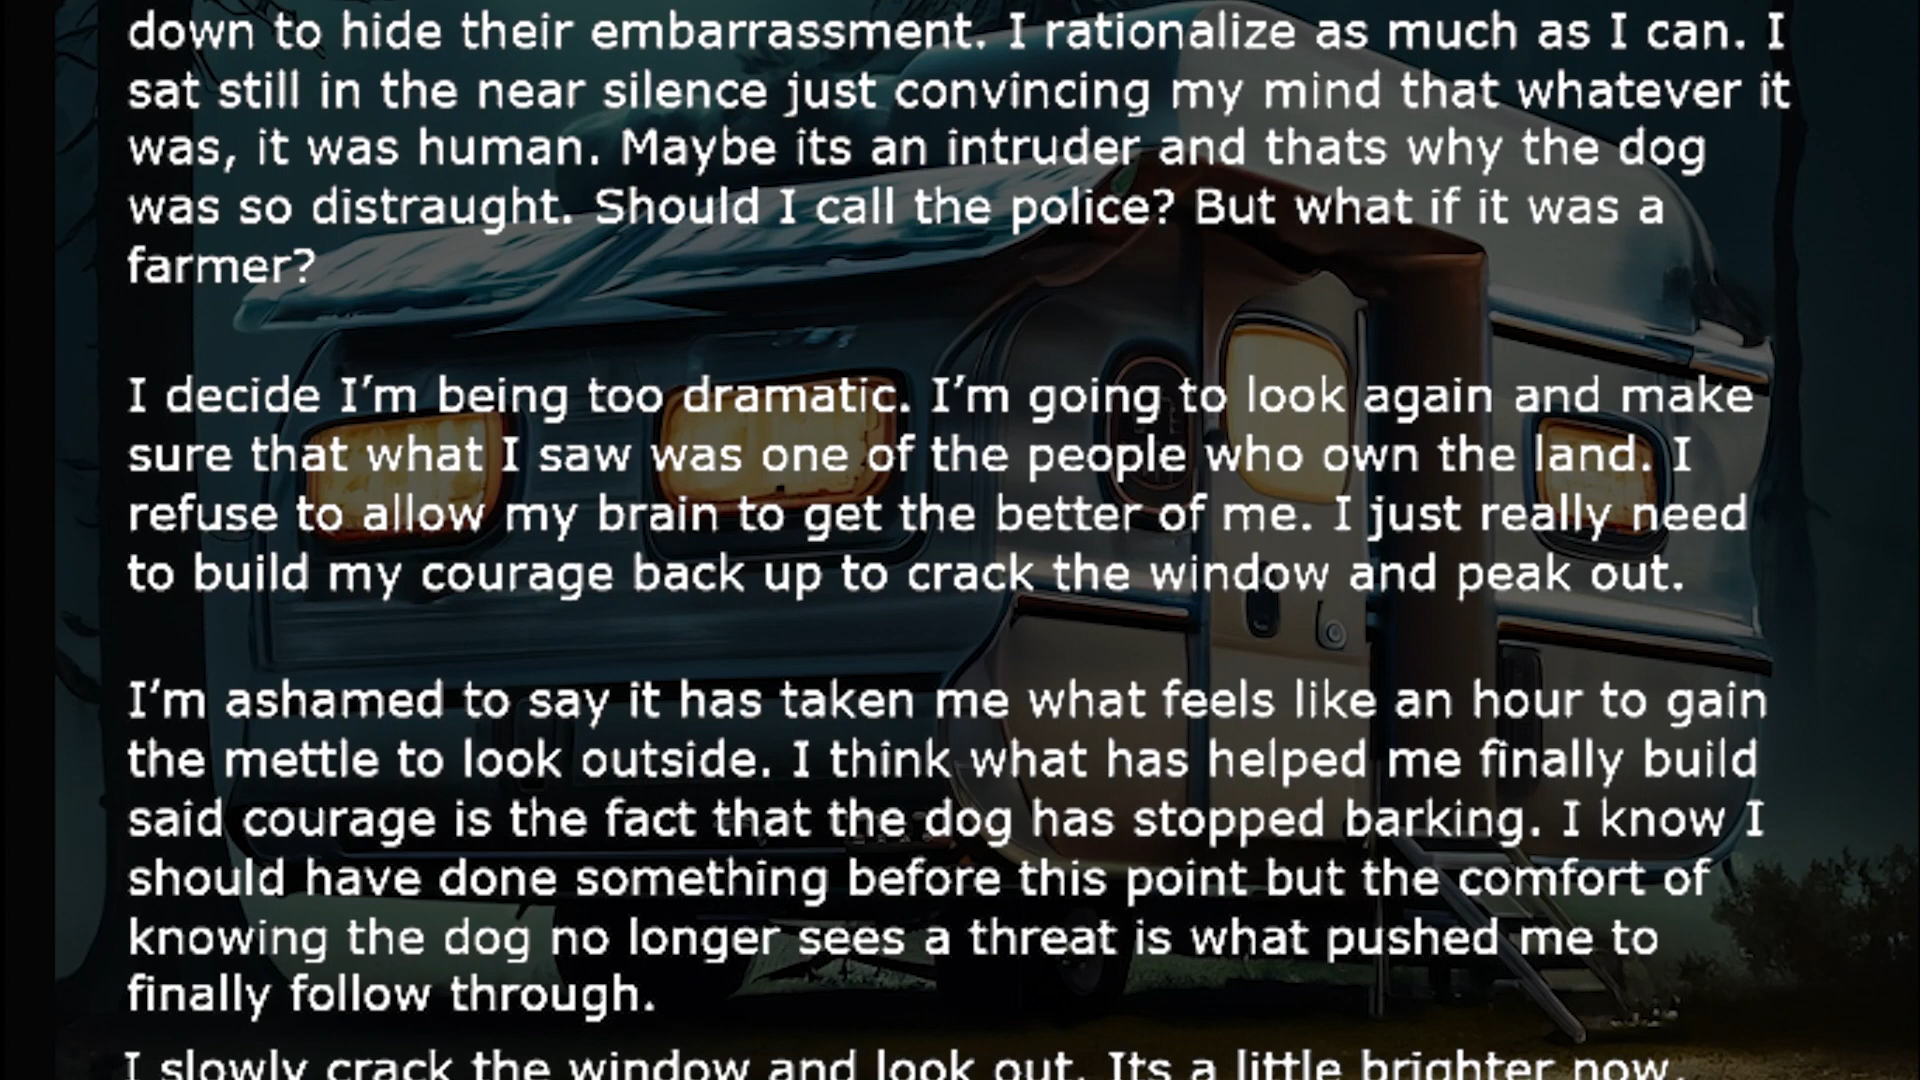 down to hide their embarrassment. I rationalize as much as I can. I
sat still in the near silence just convincing my mind that whatever it
was, it was human. Maybe its an intruder and thats why the dog
was so distraught. Should I call the police? But what if it was a
farmer?
I decide I’m being too dramatic. I’m going to look again and make
sure that what I saw was one of the people who own the land. I
refuse to allow my brain to get the better of me. I just really need
to build my courage back up to crack the window and peak out.
I’m ashamed to say it has taken me what feels like an hour to gain
the mettle to look outside. I think what has helped me finally build
said courage is the fact that the dog has stopped barking. I know I
should have done something before this point but the comfort of
knowing the dog no longer sees a threat is what pushed me to
finally follow through.
I slowly crack the window and look out. Its a little brighter now.